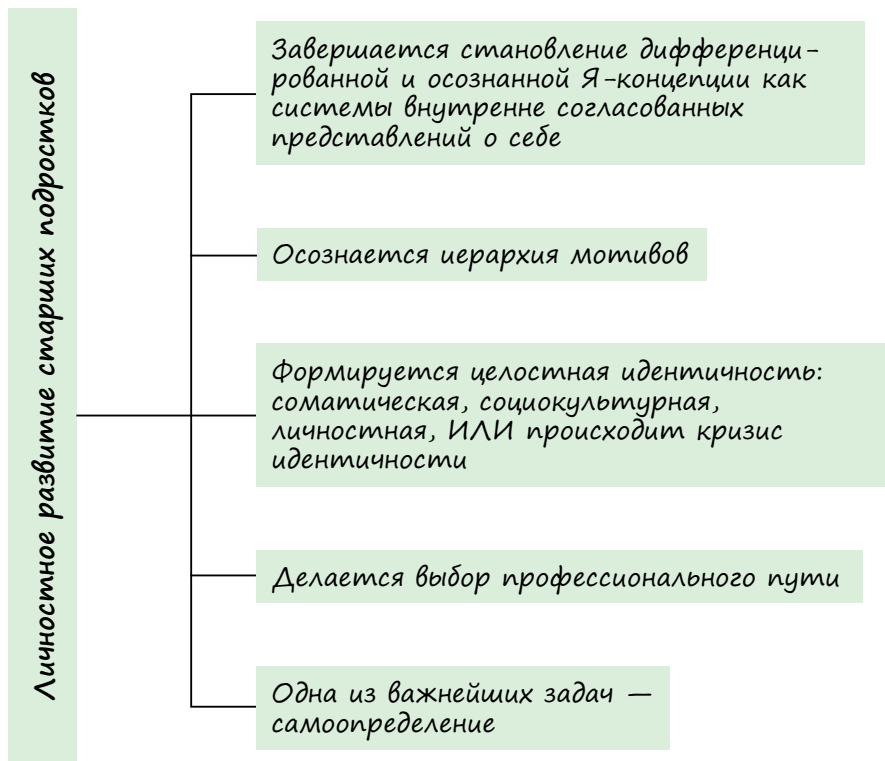 Личностное развитие старших подростков
Завершается становление дифференци-
рованной и осознанной Я-концепции как
системы внутренне согласованных
представлений о себе
Осознается иерархия мотивов
Формируется целостная идентичность:
соматическая, социокультурная,
личностная, ИЛИ происходит кризис
идентичности
Делается выбор профессионального пути
Одна из важнейших задач —
самоопределение